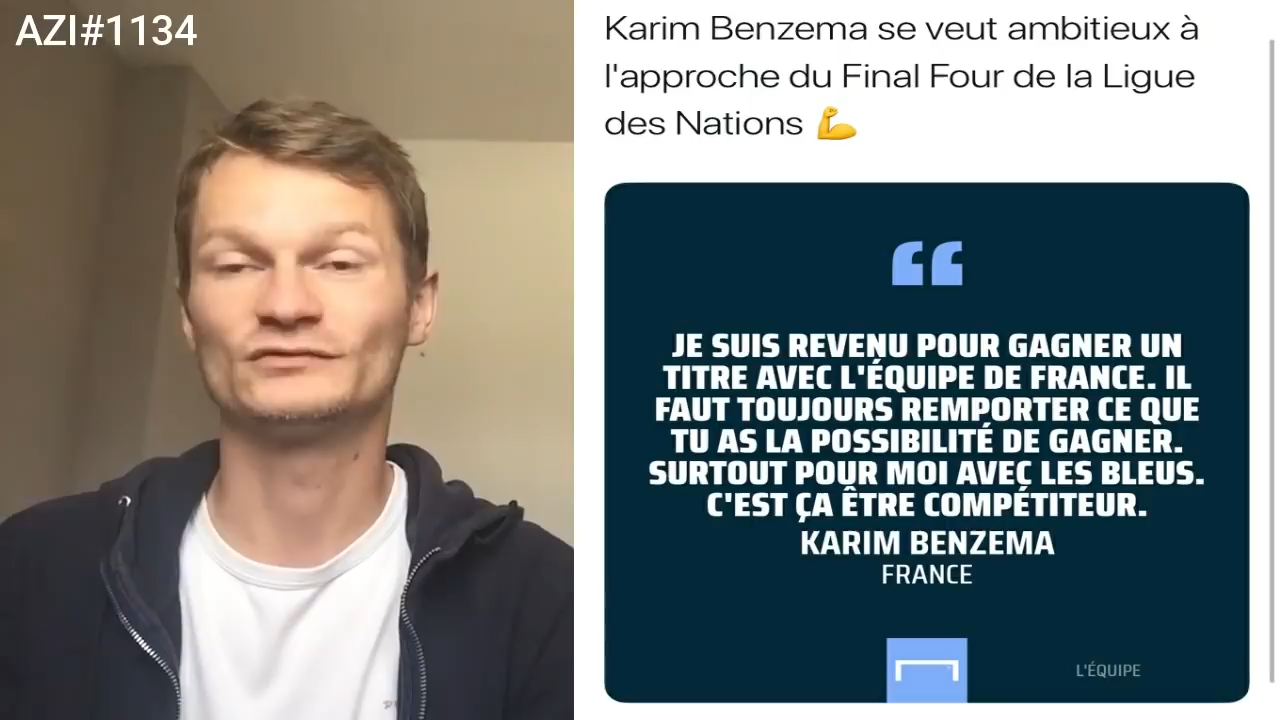 AZI#1134
Karim Benzema se veut ambitieux à
l'approche du Final Four de la Ligue
des Nations 💪
“
JE SUIS REVENU POUR GAGNER UN
TITRE AVEC L'ÉQUIPE DE FRANCE. IL
FAUT TOUJOURS REMPORTER CE QUE
TU AS LA POSSIBILITÉ DE GAGNER.
SURTOUT POUR MOI AVEC LES BLEUS.
C'EST ÇA ÊTRE COMPÉTITEUR.
KARIM BENZEMA
FRANCE
L'ÉQUIPE